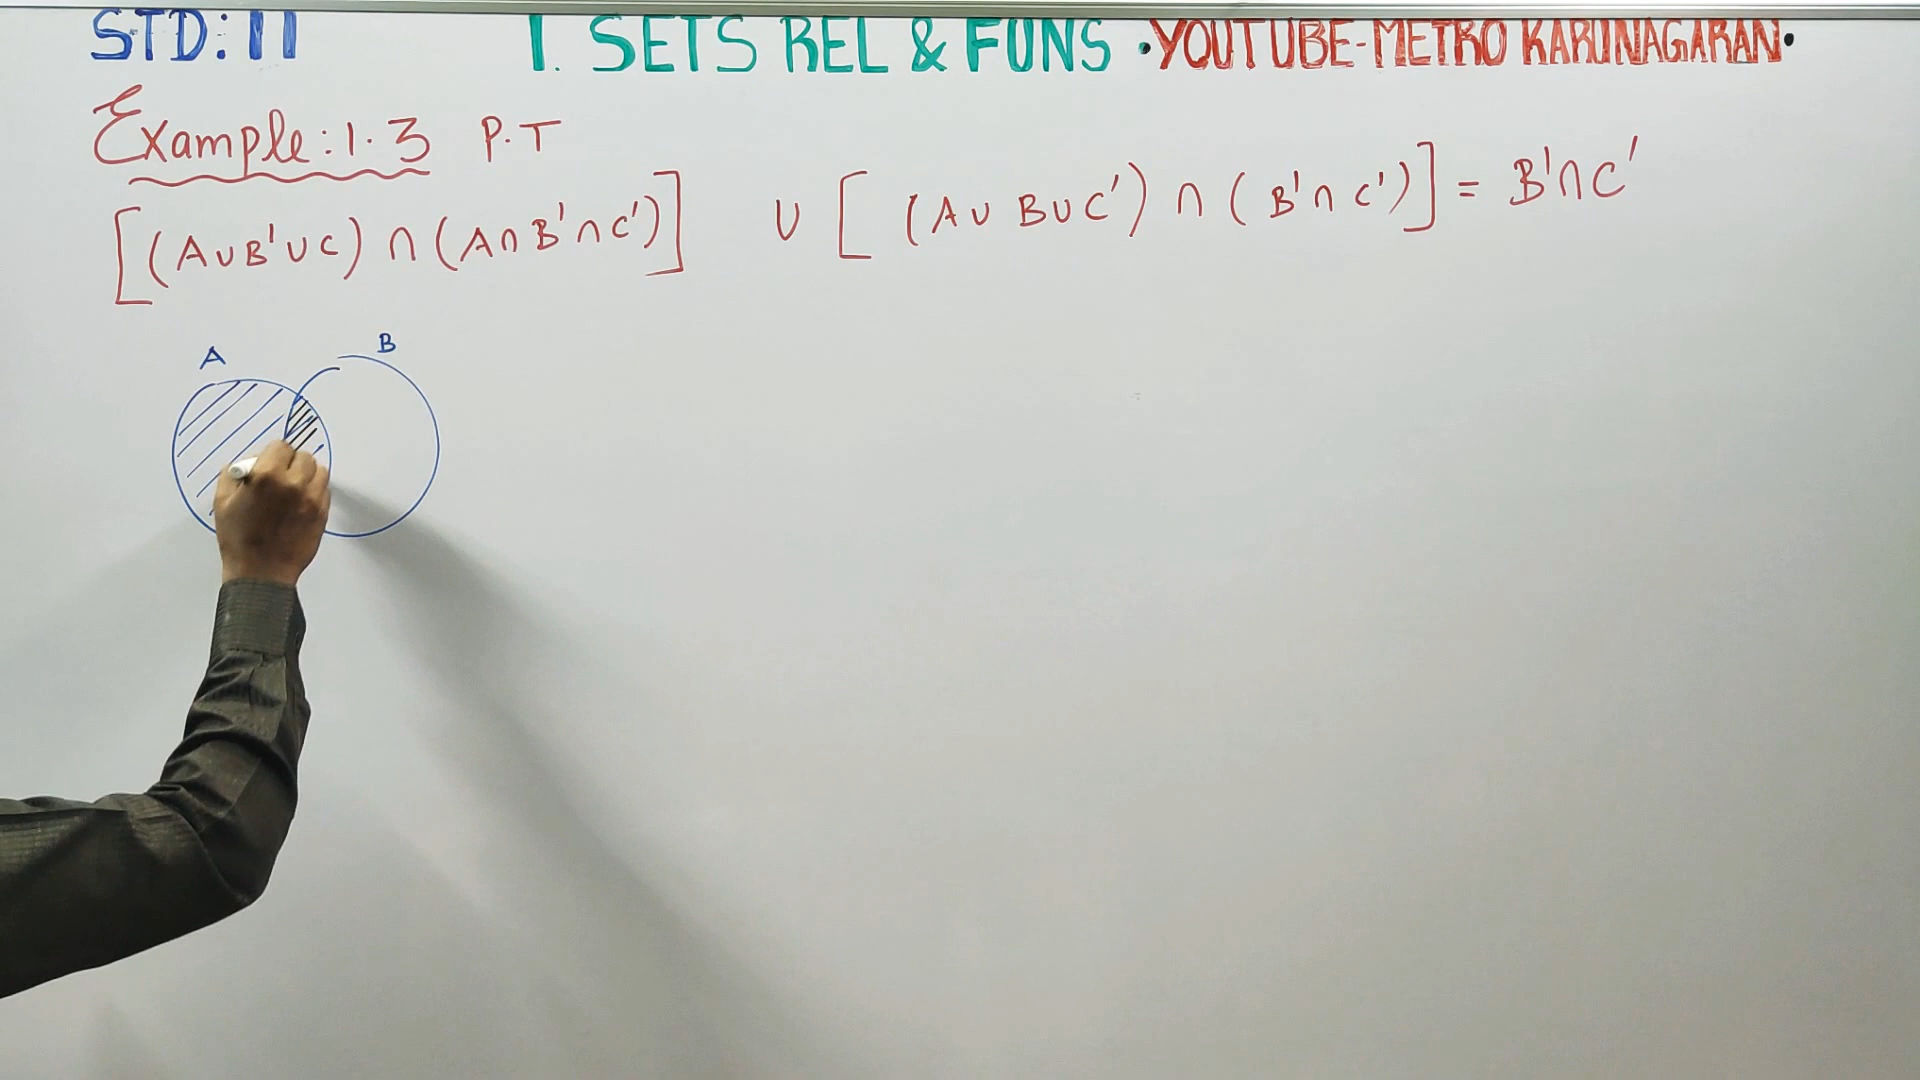 STD: 11 1. SETS REL & FUNS •YOUTUBE-METRO KARUNAGARAN•
Example: 1.3 P.T
[(A∪B'∪C) ∩ (A∩B'∩C')] ∪ [(A∪B∪C') ∩ (B'∩C')] = B'∩C'
A B